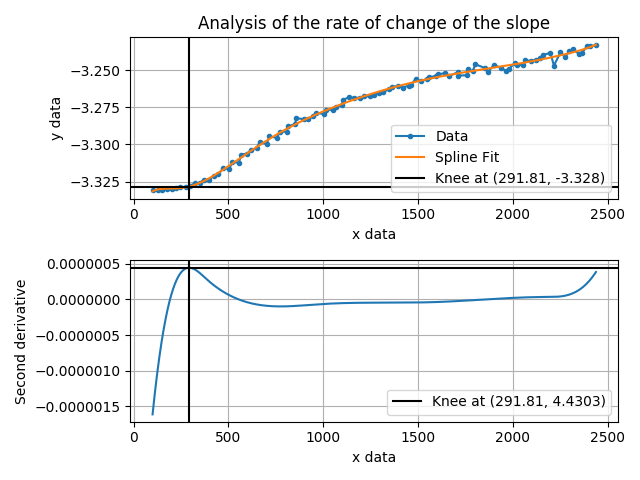 Analysis of the rate of change of the slope
y data
−3.250
−3.275
−3.300
−3.325
Data
Spline Fit
Knee at (291.81, -3.328)
0 500 1000 1500 2000 2500
x data
Second derivative
0.0000005
0.0000000
−0.0000005
−0.0000010
−0.0000015
Knee at (291.81, 4.4303)
0 500 1000 1500 2000 2500
x data